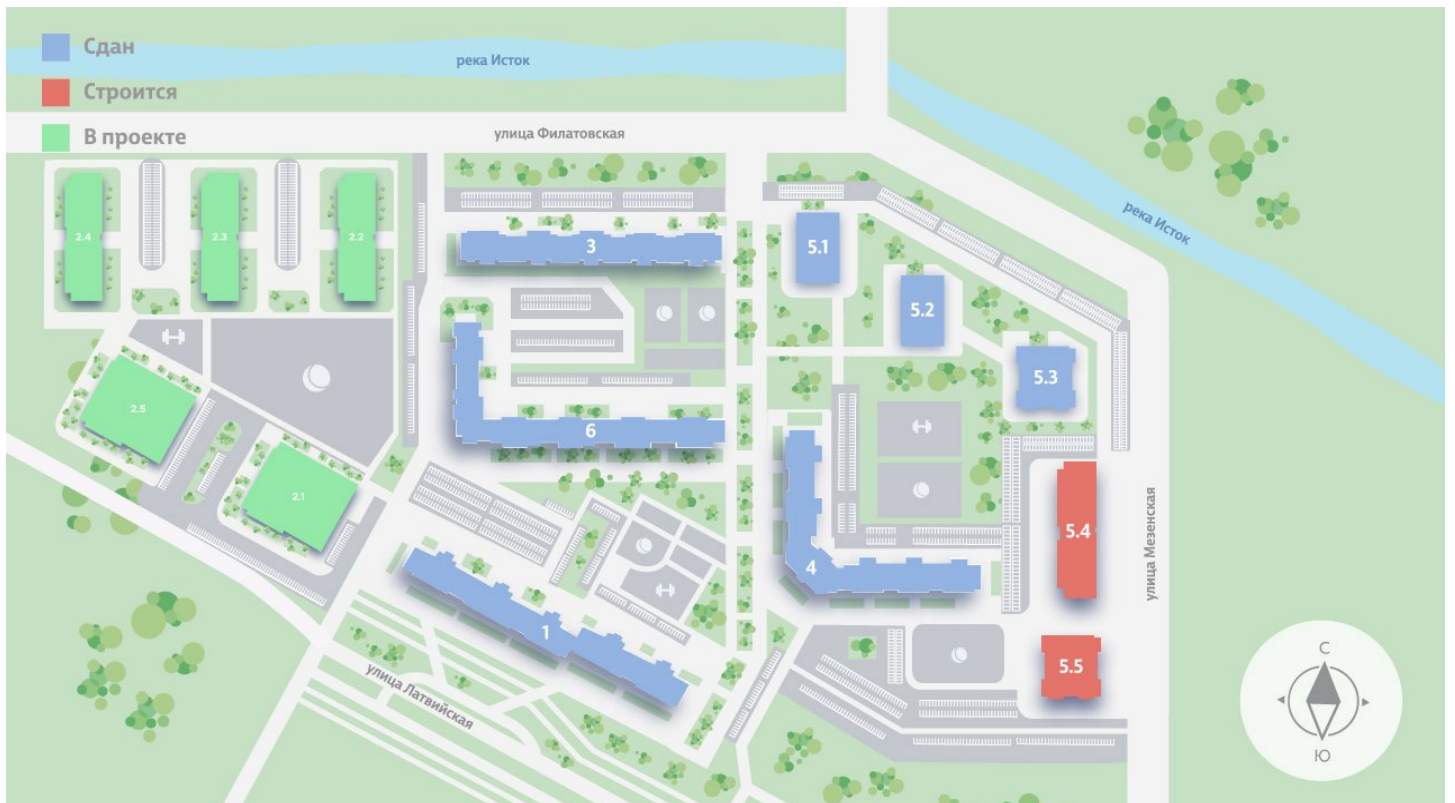 Сдан
Строится
В проекте
река Исток
улица Филатовская
река Исток
2.4
2.3
2.2
3
5.1
5.2
5.3
2.5
6
2.1
4
5.4
1
5.5
улица Мезенская
улица Латвийская
С
Ю